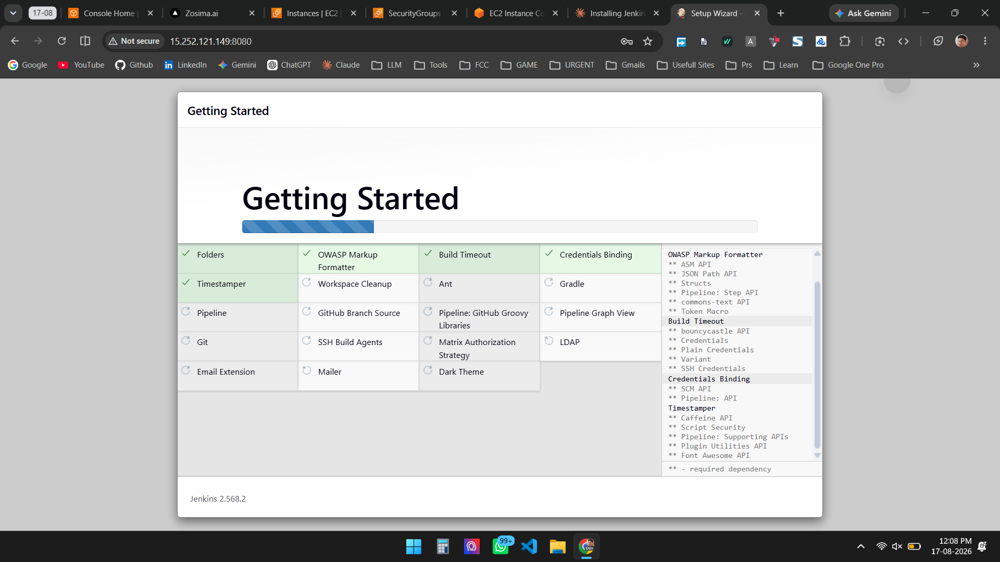 17-08
Console Home
Zosima.ai
Instances | EC2
SecurityGroups
EC2 Instance Co
Installing Jenkin
Setup Wizard -
Ask Gemini
Not secure
15.252.121.149:8080
A
Google
YouTube
Github
LinkedIn
Gemini
ChatGPT
Claude
LLM
Tools
FCC
GAME
URGENT
Gmails
Usefull Sites
Prs
Learn
Google One Pro
Getting Started
Getting Started
Folders
OWASP Markup
Formatter
Build Timeout
Credentials Binding
Timestamper
Workspace Cleanup
Ant
Gradle
Pipeline
GitHub Branch Source
Pipeline: GitHub Groovy
Libraries
Pipeline Graph View
Git
SSH Build Agents
Matrix Authorization
Strategy
LDAP
Email Extension
Mailer
Dark Theme
OWASP Markup Formatter
** ASM API
** JSON Path API
** Structs
** Pipeline: Step API
** commons-text API
** Token Macro
Build Timeout
** bouncycastle API
** Credentials
** Plain Credentials
** Variant
** SSH Credentials
Credentials Binding
** SCM API
** Pipeline: API
Timestamper
** Caffeine API
** Script Security
** Pipeline: Supporting APIs
** Plugin Utilities API
** Font Awesome API
** - required dependency
Jenkins 2.568.2
99+
Dev
12:08 PM
17-08-2026